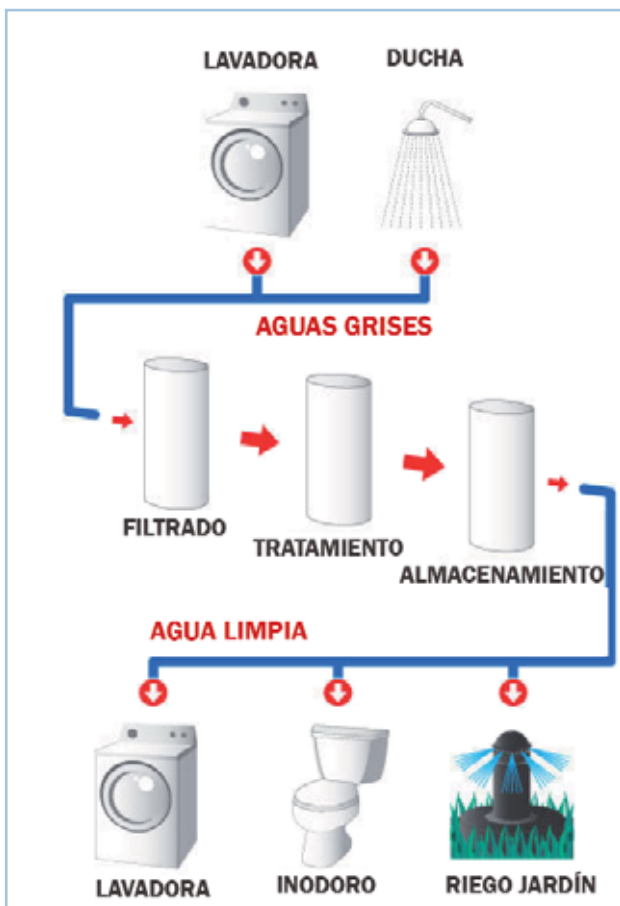 LAVADORA
DUCHA
AGUAS GRISES
FILTRADO
TRATAMIENTO
ALMACENAMIENTO
AGUA LIMPIA
LAVADORA
INODORO
RIEGO JARDÍN